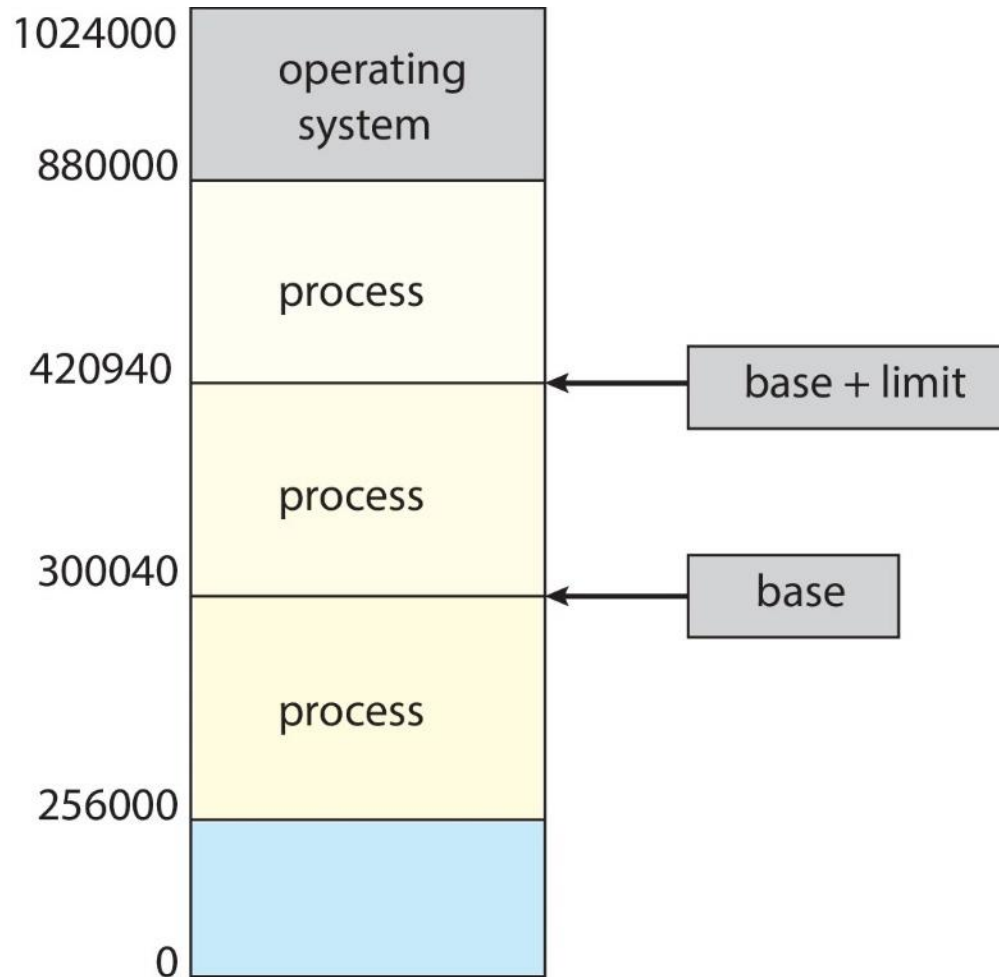 1024000
operating
system
880000
process
420940
base + limit
process
300040
base
process
256000
0